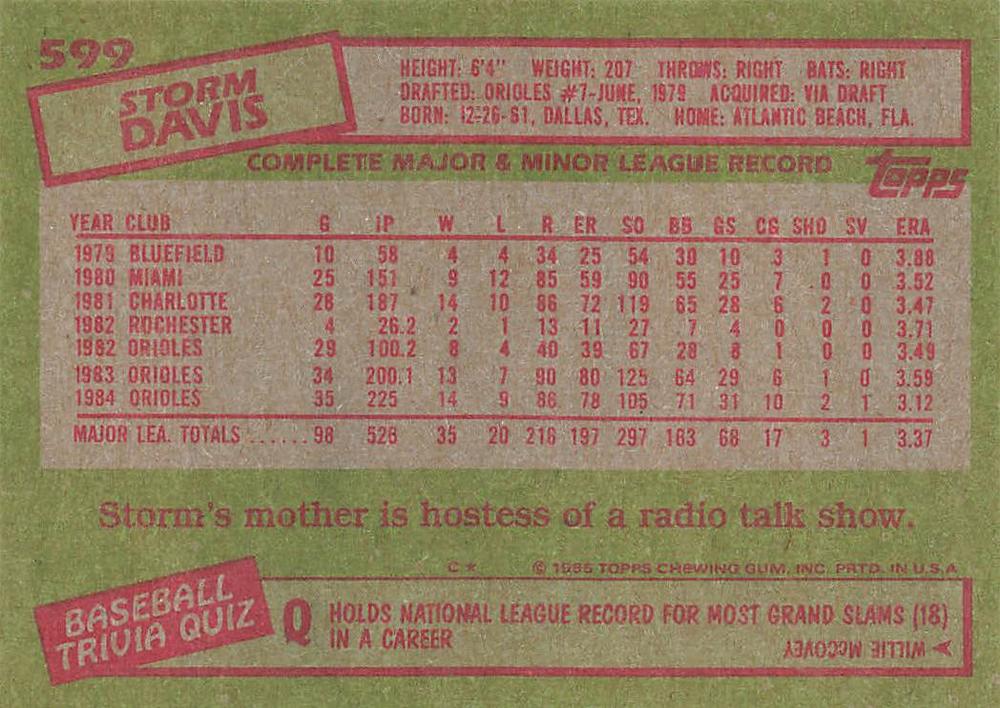 599
STORM
DAVIS
HEIGHT: 6'4" WEIGHT: 207 THROWS: RIGHT BATS: RIGHT
DRAFTED: ORIOLES #7-JUNE, 1979 ACQUIRED: VIA DRAFT
BORN: 12-26-61, DALLAS, TEX. HOME: ATLANTIC BEACH, FLA.
COMPLETE MAJOR & MINOR LEAGUE RECORD
Topps
YEAR CLUB G IP W L R ER SO BB GS CG SHO SV ERA
1979 BLUEFIELD 10 58 4 4 34 25 54 30 10 3 1 0 3.88
1980 MIAMI 25 151 9 12 85 59 90 55 25 7 0 0 3.52
1981 CHARLOTTE 28 187 14 10 86 72 119 65 28 6 2 0 3.47
1982 ROCHESTER 4 26.2 2 1 13 11 27 7 4 0 0 0 3.71
1982 ORIOLES 29 100.2 8 4 40 39 67 28 8 1 0 0 3.49
1983 ORIOLES 34 200.1 13 7 90 80 125 64 29 6 1 0 3.59
1984 ORIOLES 35 225 14 9 86 78 105 71 31 10 2 1 3.12
MAJOR LEA. TOTALS ...... 98 526 35 20 216 197 297 163 68 17 3 1 3.37
Storm's mother is hostess of a radio talk show.
C* © 1985 TOPPS CHEWING GUM, INC. PRTD. IN U.S.A
BASEBALL
TRIVIA QUIZ
Q HOLDS NATIONAL LEAGUE RECORD FOR MOST GRAND SLAMS (18)
IN A CAREER
WILLIE McCOVEY